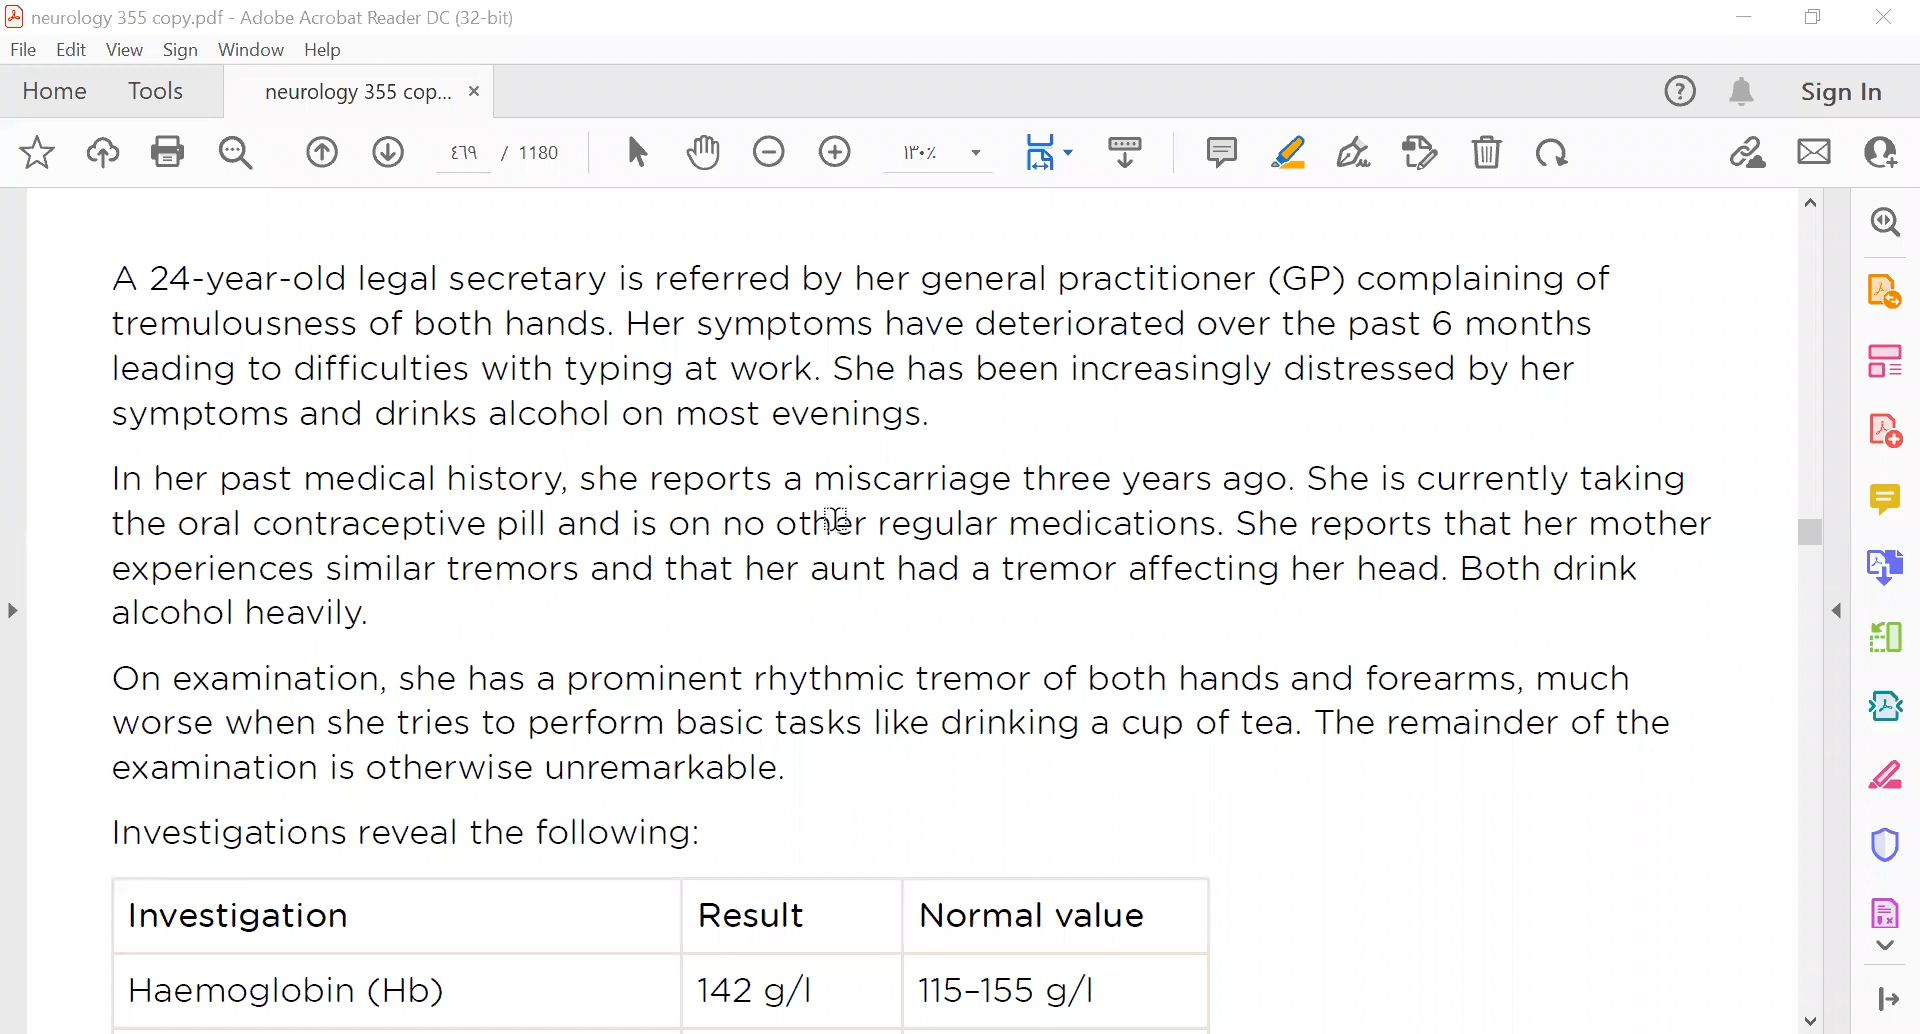 neurology 355 copy.pdf - Adobe Acrobat Reader DC (32-bit)
File Edit View Sign Window Help
Home Tools neurology 355 cop... × Sign In
٤٦٩ / 1180 ١٣٠٪
A 24-year-old legal secretary is referred by her general practitioner (GP) complaining of
tremulousness of both hands. Her symptoms have deteriorated over the past 6 months
leading to difficulties with typing at work. She has been increasingly distressed by her
symptoms and drinks alcohol on most evenings.
In her past medical history, she reports a miscarriage three years ago. She is currently taking
the oral contraceptive pill and is on no other regular medications. She reports that her mother
experiences similar tremors and that her aunt had a tremor affecting her head. Both drink
alcohol heavily.
On examination, she has a prominent rhythmic tremor of both hands and forearms, much
worse when she tries to perform basic tasks like drinking a cup of tea. The remainder of the
examination is otherwise unremarkable.
Investigations reveal the following:
Investigation Result Normal value
Haemoglobin (Hb) 142 g/l 115–155 g/l